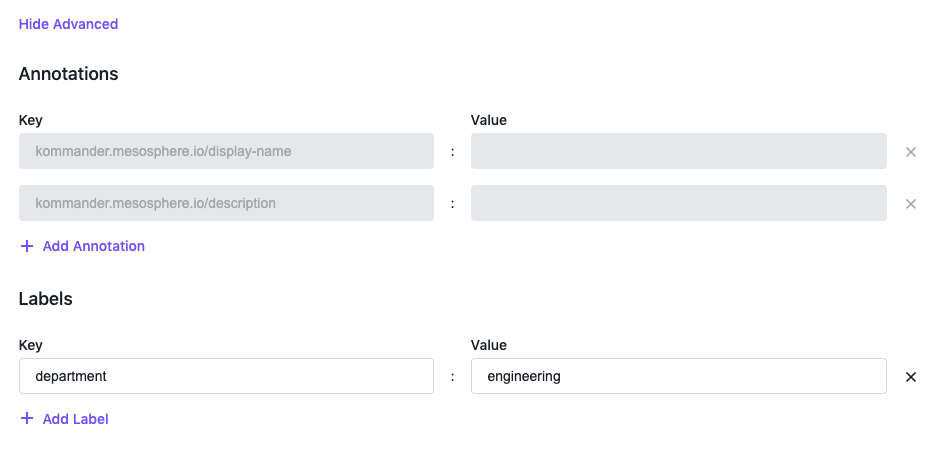 Hide Advanced
Annotations
Key Value
kommander.mesosphere.io/display-name :
kommander.mesosphere.io/description :
Add Annotation
Labels
Key Value
department : engineering
Add Label